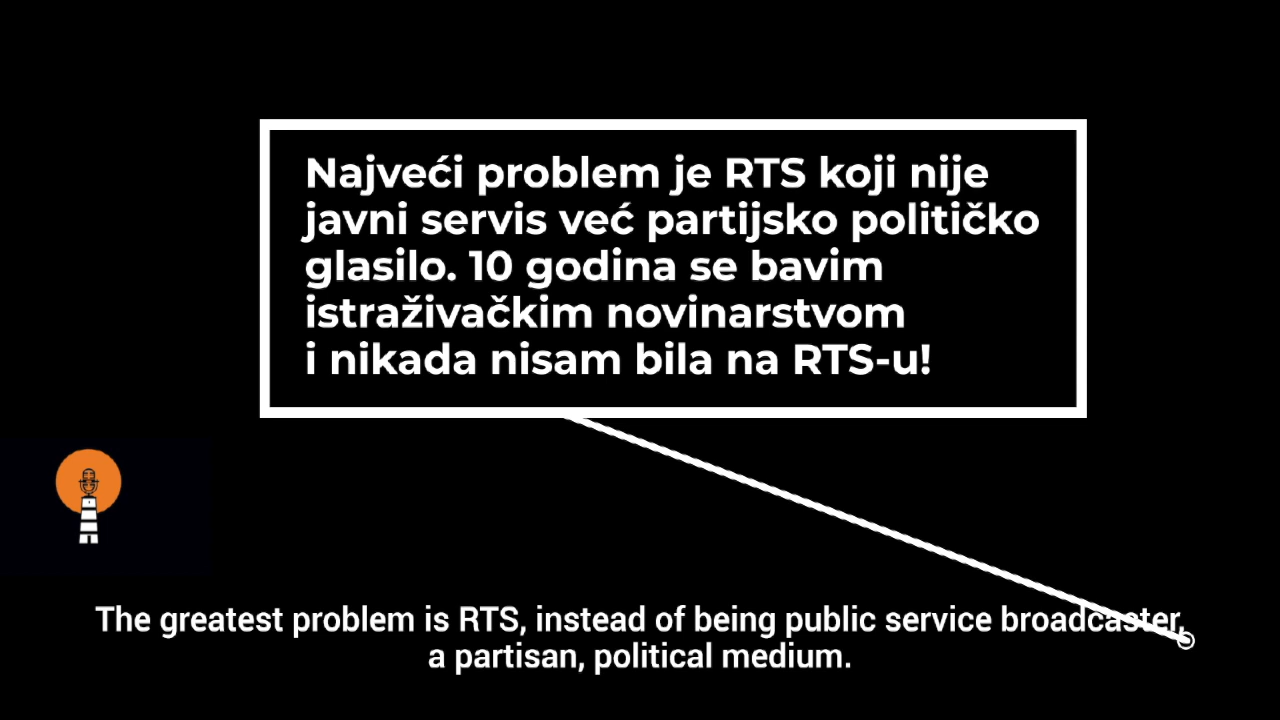 Najveći problem je RTS koji nije
javni servis već partijsko političko
glasilo. 10 godina se bavim
istraživačkim novinarstvom
i nikada nisam bila na RTS-u!
The greatest problem is RTS, instead of being public service broadcaster,
a partisan, political medium.